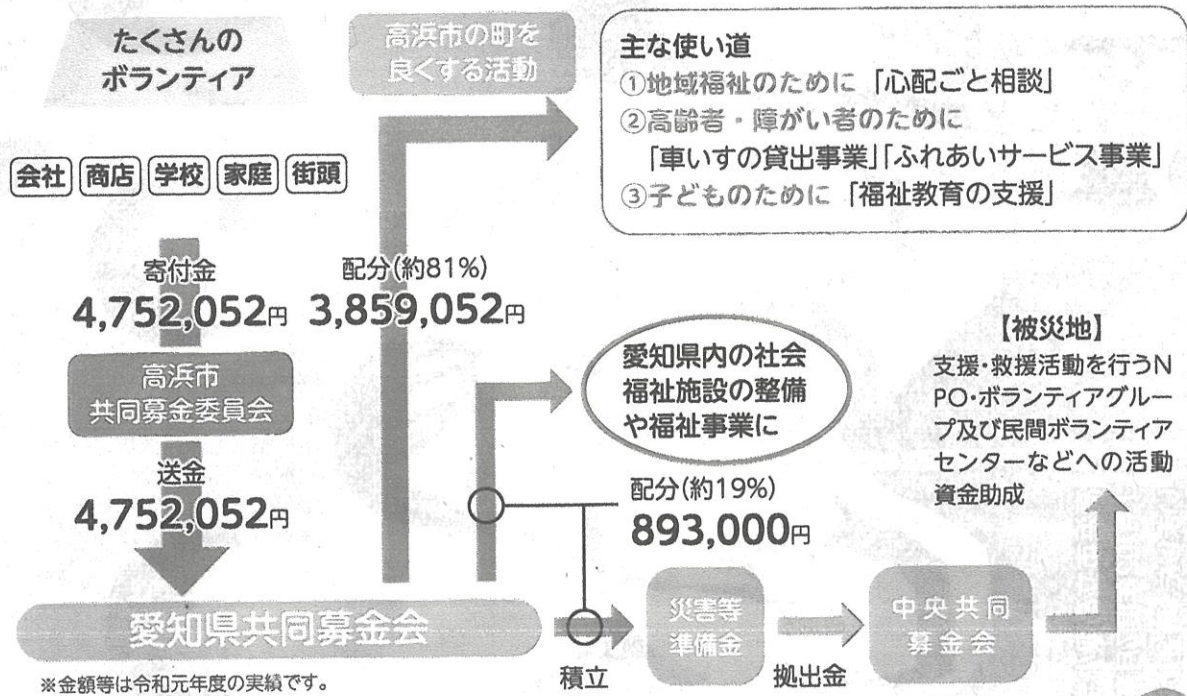 たくさんの
ボランティア
高浜市の町を
良くする活動
主な使い道
①地域福祉のために「心配ごと相談」
②高齢者・障がい者のために
「車いすの貸出事業」「ふれあいサービス事業」
③子どものために「福祉教育の支援」
会社 商店 学校 家庭 街頭
寄付金
4,752,052円
配分(約81%)
3,859,052円
高浜市
共同募金委員会
送金
4,752,052円
愛知県内の社会
福祉施設の整備
や福祉事業に
配分(約19%)
893,000円
【被災地】
支援・救援活動を行うN
PO・ボランティアグルー
プ及び民間ボランティア
センターなどへの活動
資金助成
愛知県共同募金会
積立
災害等
準備金
拠出金
中央共同
募金会
※金額等は令和元年度の実績です。